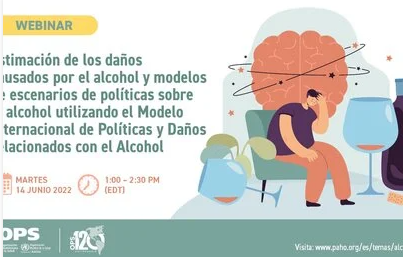 WEBINAR
stimación de los daños
ausados por el alcohol y modelos
e escenarios de políticas sobre
alcohol utilizando el Modelo
nternacional de Políticas y Daños
elacionados con el Alcohol
MARTES
14 JUNIO 2022
1:00 – 2:30 PM
(EDT)
OPS
120
Visita: www.paho.org/es/temas/alc